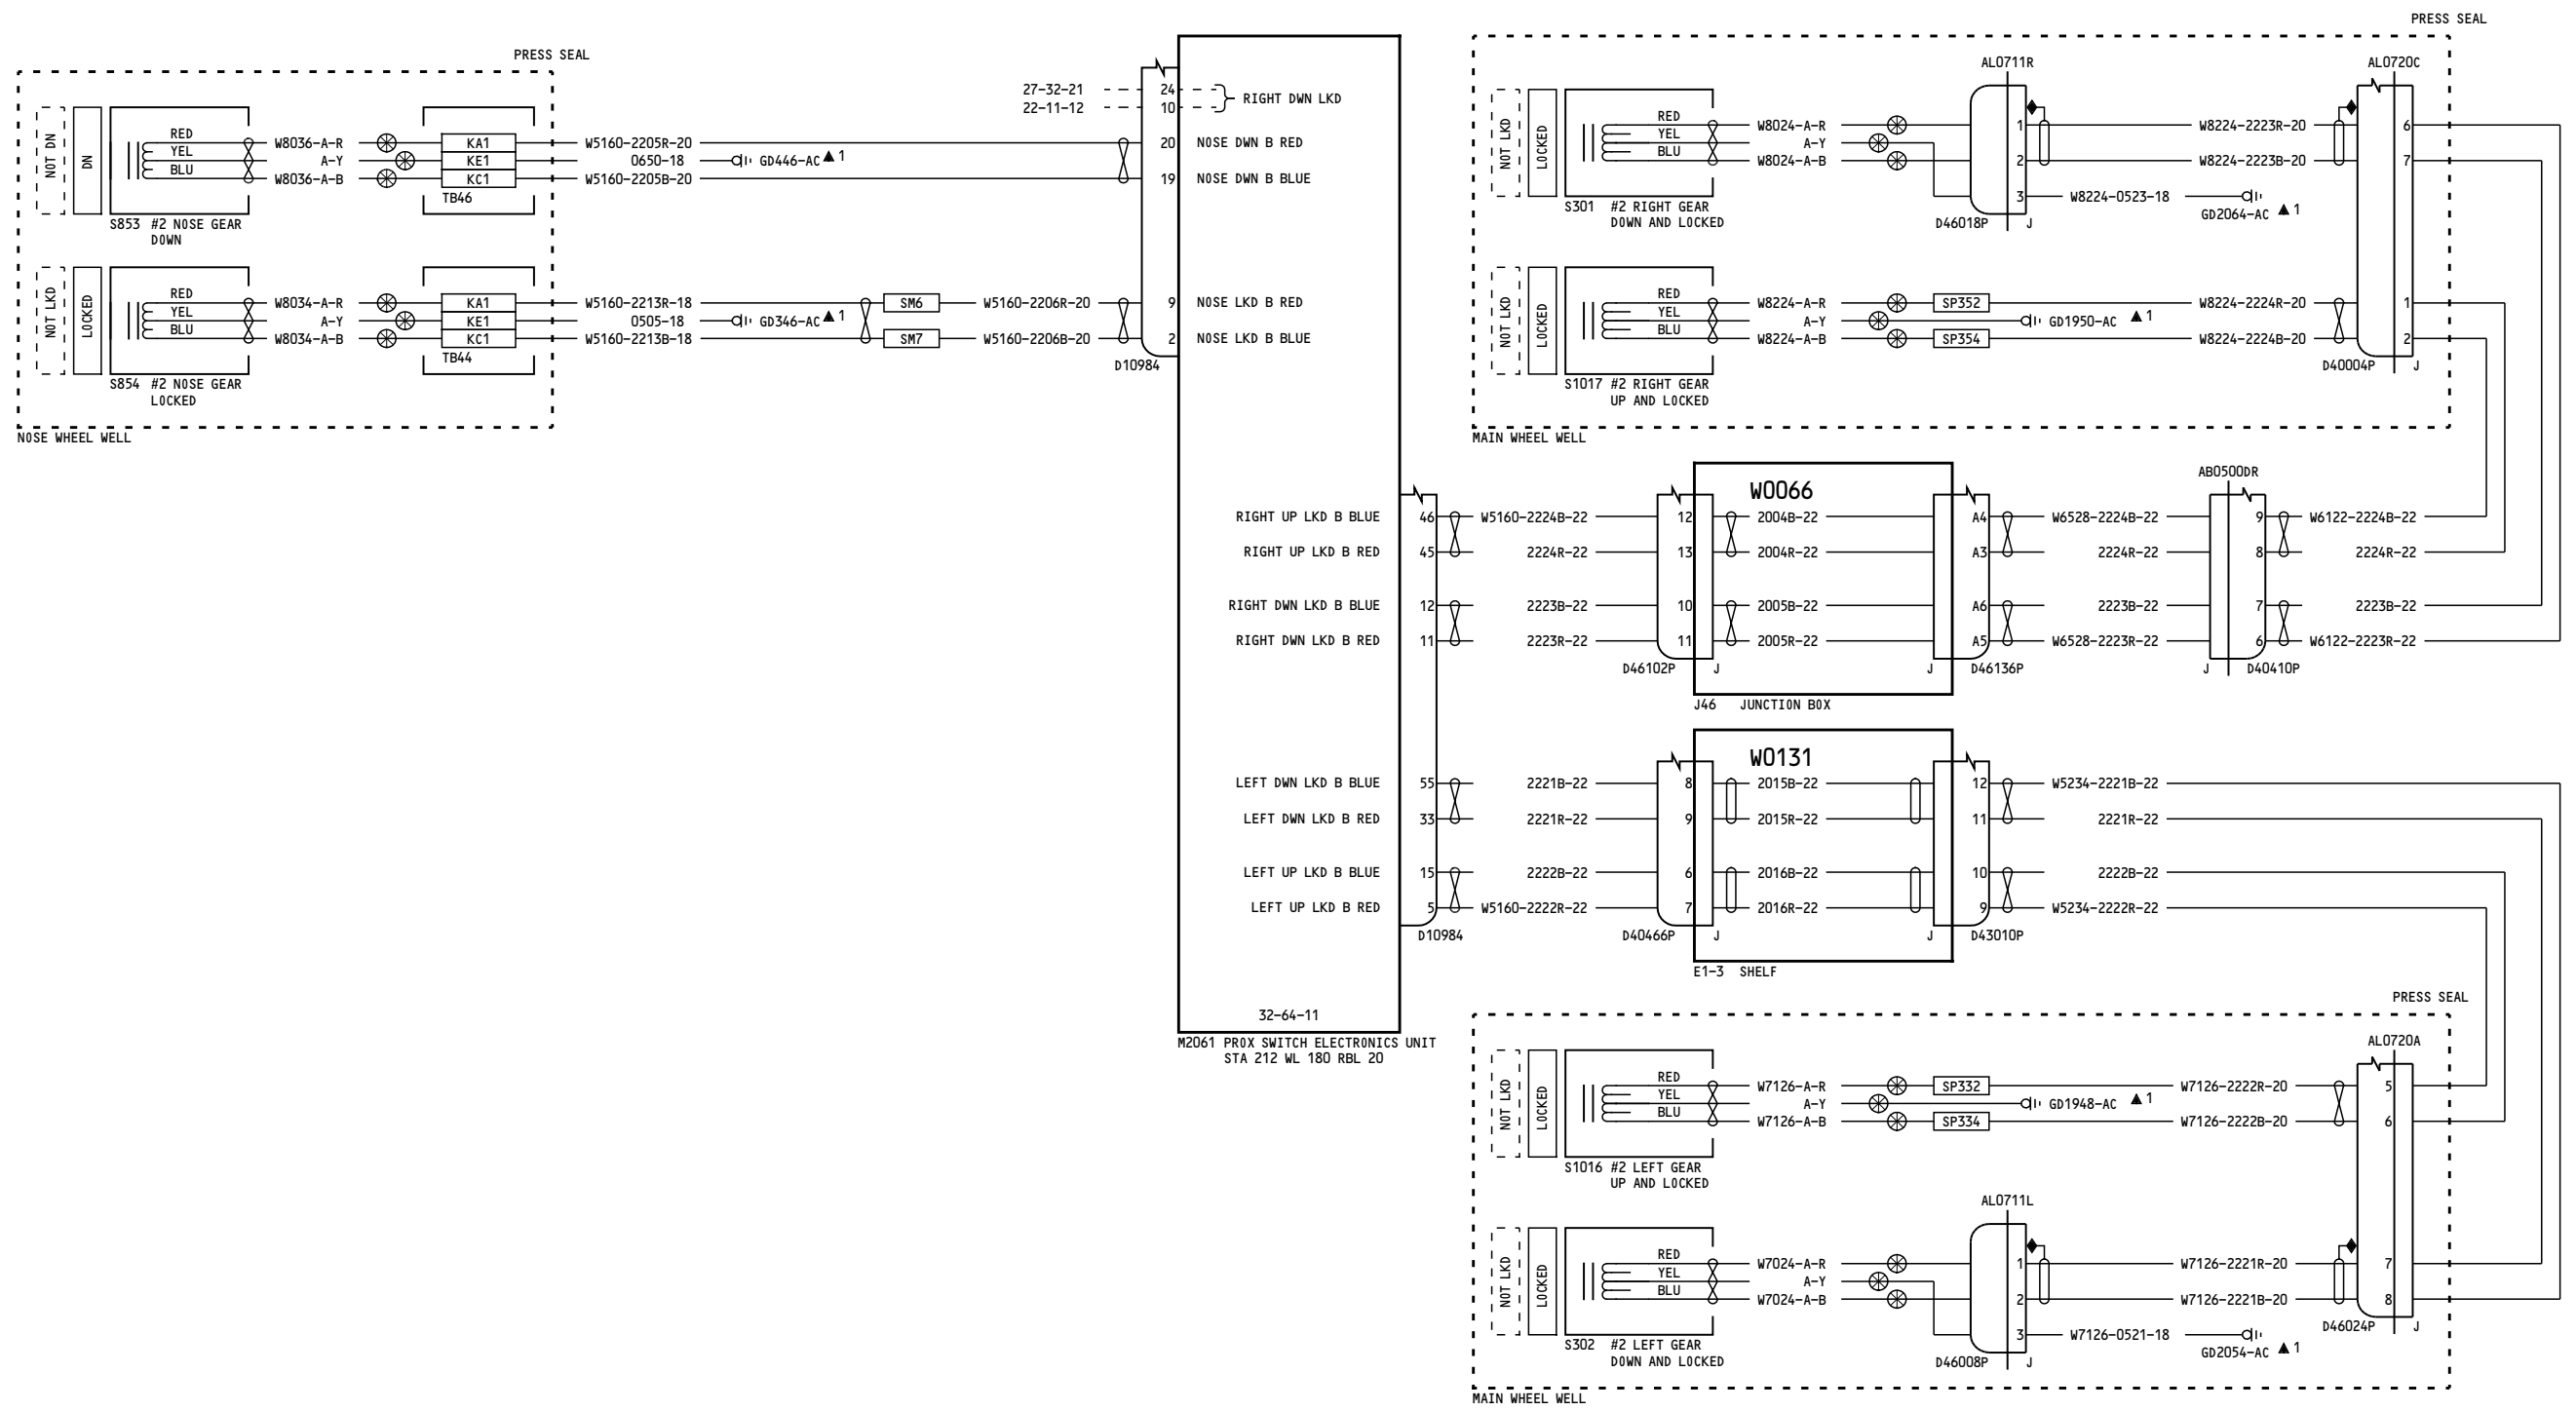 PRESS SEAL
NOT DN
DN
RED
YEL
BLU
W8036-A-R
A-Y
W8036-A-B
KA1
KE1
KC1
TB46
W5160-2205R-20
0650-18
GD446-AC 1
W5160-2205B-20
S853 #2 NOSE GEAR
DOWN
NOT LKD
LOCKED
RED
YEL
BLU
W8034-A-R
A-Y
W8034-A-B
KA1
KE1
KC1
TB44
W5160-2213R-18
0505-18
GD346-AC 1
W5160-2213B-18
SM6
SM7
W5160-2206R-20
W5160-2206B-20
S854 #2 NOSE GEAR
LOCKED
NOSE WHEEL WELL
27-32-21
22-11-12
24
10
RIGHT DWN LKD
20 NOSE DWN B RED
19 NOSE DWN B BLUE
9 NOSE LKD B RED
2 NOSE LKD B BLUE
D10984
RIGHT UP LKD B BLUE 46
RIGHT UP LKD B RED 45
RIGHT DWN LKD B BLUE 12
RIGHT DWN LKD B RED 11
LEFT DWN LKD B BLUE 55
LEFT DWN LKD B RED 33
LEFT UP LKD B BLUE 15
LEFT UP LKD B RED 5
D10984
32-64-11
M2061 PROX SWITCH ELECTRONICS UNIT
STA 212 WL 180 RBL 20
PRESS SEAL
AL0711R
AL0720C
NOT LKD
LOCKED
RED
YEL
BLU
W8024-A-R
A-Y
W8024-A-B
1
2
3
W8224-2223R-20
W8224-2223B-20
W8224-0523-18
GD2064-AC 1
6
7
S301 #2 RIGHT GEAR
DOWN AND LOCKED
D46018P J
NOT LKD
LOCKED
RED
YEL
BLU
W8224-A-R
A-Y
W8224-A-B
SP352
SP354
GD1950-AC 1
W8224-2224R-20
W8224-2224B-20
1
2
D40004P J
S1017 #2 RIGHT GEAR
UP AND LOCKED
MAIN WHEEL WELL
W0066
AB0500DR
W5160-2224B-22 12 2004B-22 A4 W6528-2224B-22 9 W6122-2224B-22
2224R-22 13 2004R-22 A3 2224R-22 8 2224R-22
2223B-22 10 2005B-22 A6 2223B-22 7 2223B-22
2223R-22 11 2005R-22 A5 W6528-2223R-22 6 W6122-2223R-22
D46102P J J D46136P J D40410P
J46 JUNCTION BOX
W0131
2221B-22 8 2015B-22 12 W5234-2221B-22
2221R-22 9 2015R-22 11 2221R-22
2222B-22 6 2016B-22 10 2222B-22
W5160-2222R-22 7 2016R-22 9 W5234-2222R-22
D40466P J J D43010P
E1-3 SHELF
PRESS SEAL
AL0720A
NOT LKD
LOCKED
RED
YEL
BLU
W7126-A-R
A-Y
W7126-A-B
SP332
SP334
GD1948-AC 1
W7126-2222R-20
W7126-2222B-20
5
6
S1016 #2 LEFT GEAR
UP AND LOCKED
AL0711L
NOT LKD
LOCKED
RED
YEL
BLU
W7024-A-R
A-Y
W7024-A-B
1
2
3
W7126-2221R-20
W7126-2221B-20
W7126-0521-18
GD2054-AC 1
7
8
D46024P J
S302 #2 LEFT GEAR
DOWN AND LOCKED
D46008P J
MAIN WHEEL WELL